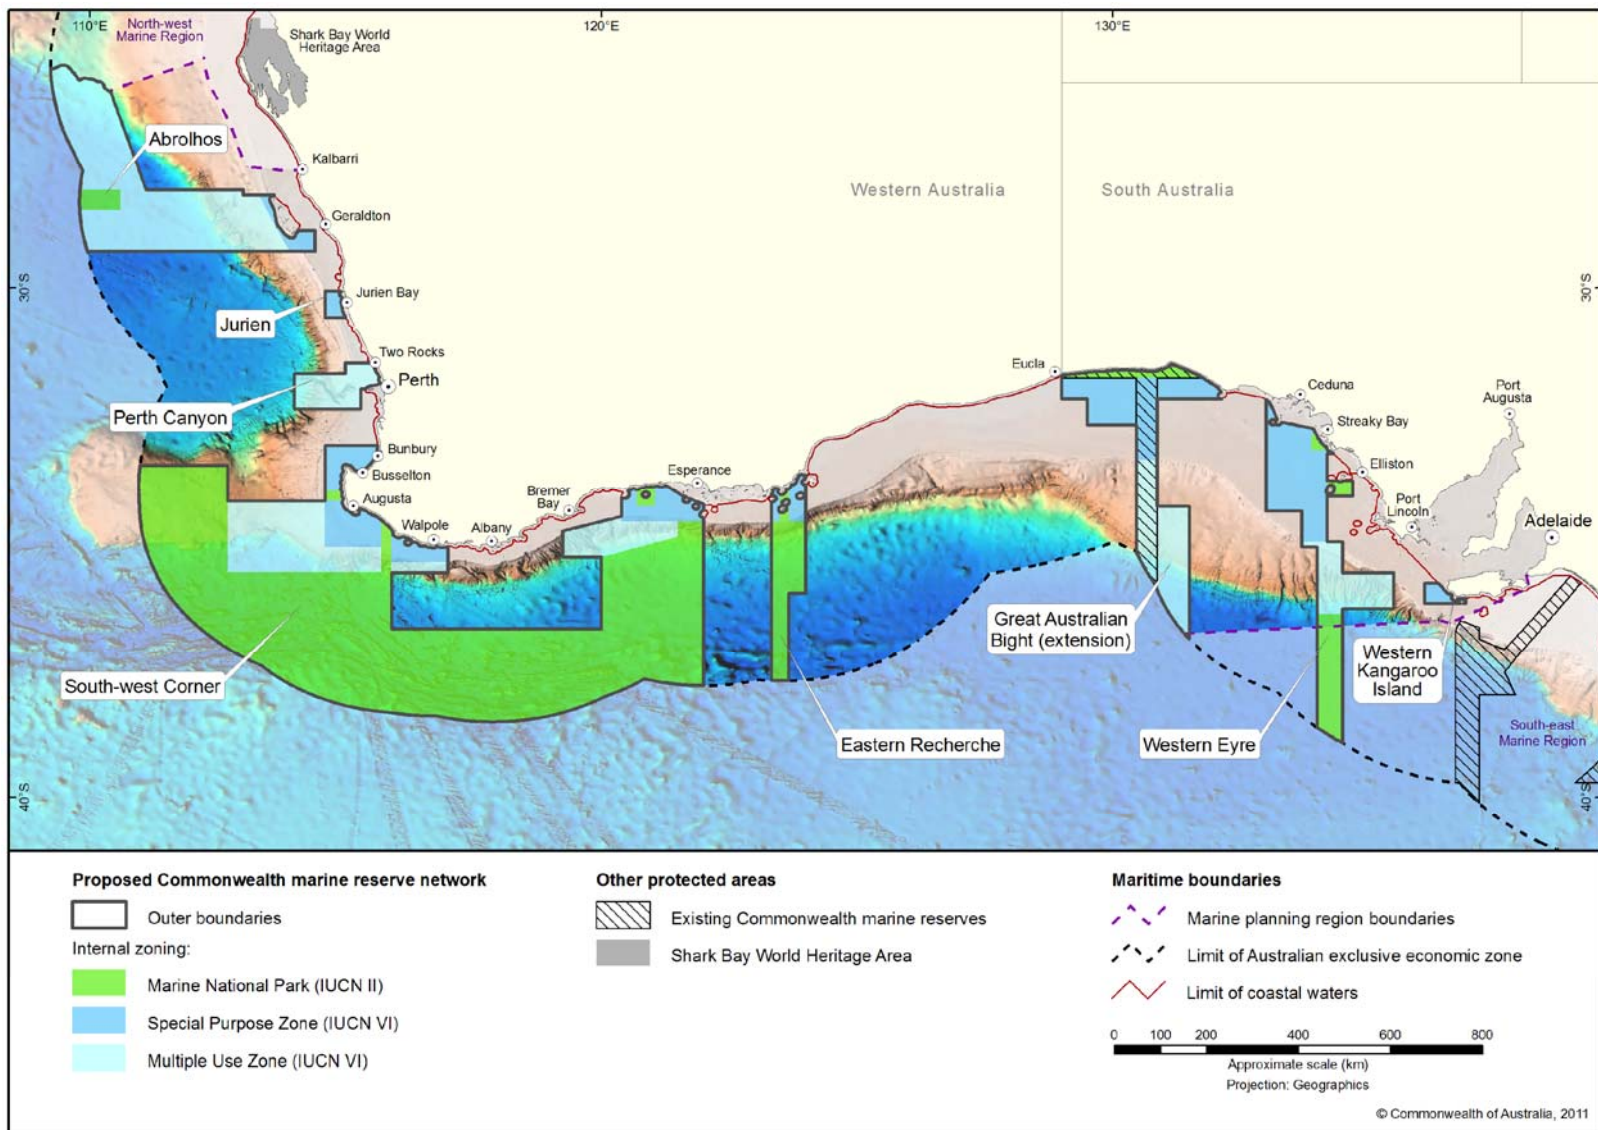 110°E
120°E
130°E
North-west
Marine Region
Shark Bay World
Heritage Area
Abrolhos
Kalbarri
Western Australia
South Australia
Geraldton
30°S
30°S
Jurien Bay
Jurien
Two Rocks
Perth
Eucla
Ceduna
Port
Augusta
Perth Canyon
Streaky Bay
Bunbury
Busselton
Elliston
Esperance
Augusta
Bremer
Bay
Port
Lincoln
Walpole
Albany
Adelaide
Great Australian
Bight (extension)
Western
Kangaroo
Island
South-west Corner
Eastern Recherche
Western Eyre
South-east
Marine Region
40°S
40°S
Proposed Commonwealth marine reserve network
Outer boundaries
Internal zoning:
Marine National Park (IUCN II)
Special Purpose Zone (IUCN VI)
Multiple Use Zone (IUCN VI)
Other protected areas
Existing Commonwealth marine reserves
Shark Bay World Heritage Area
Maritime boundaries
Marine planning region boundaries
Limit of Australian exclusive economic zone
Limit of coastal waters
0 100 200 400 600 800
Approximate scale (km)
Projection: Geographics
© Commonwealth of Australia, 2011